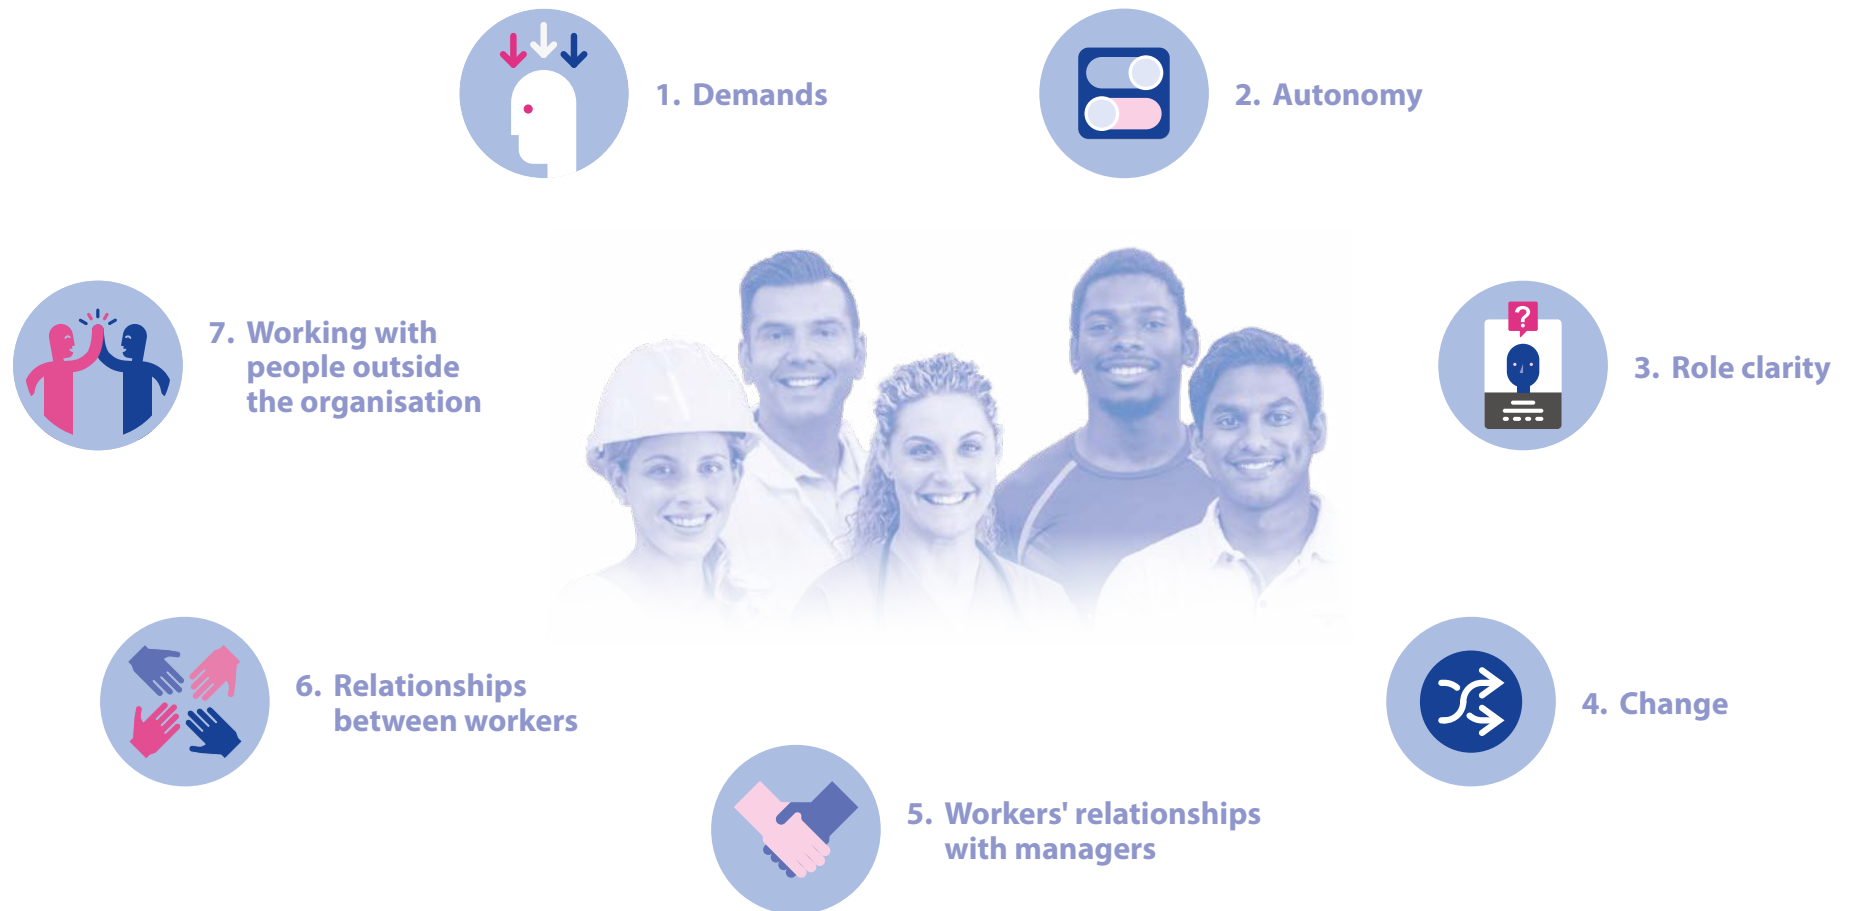 1. Demands
2. Autonomy
?
3. Role clarity
4. Change
5. Workers' relationships
with managers
6. Relationships
between workers
7. Working with
people outside
the organisation